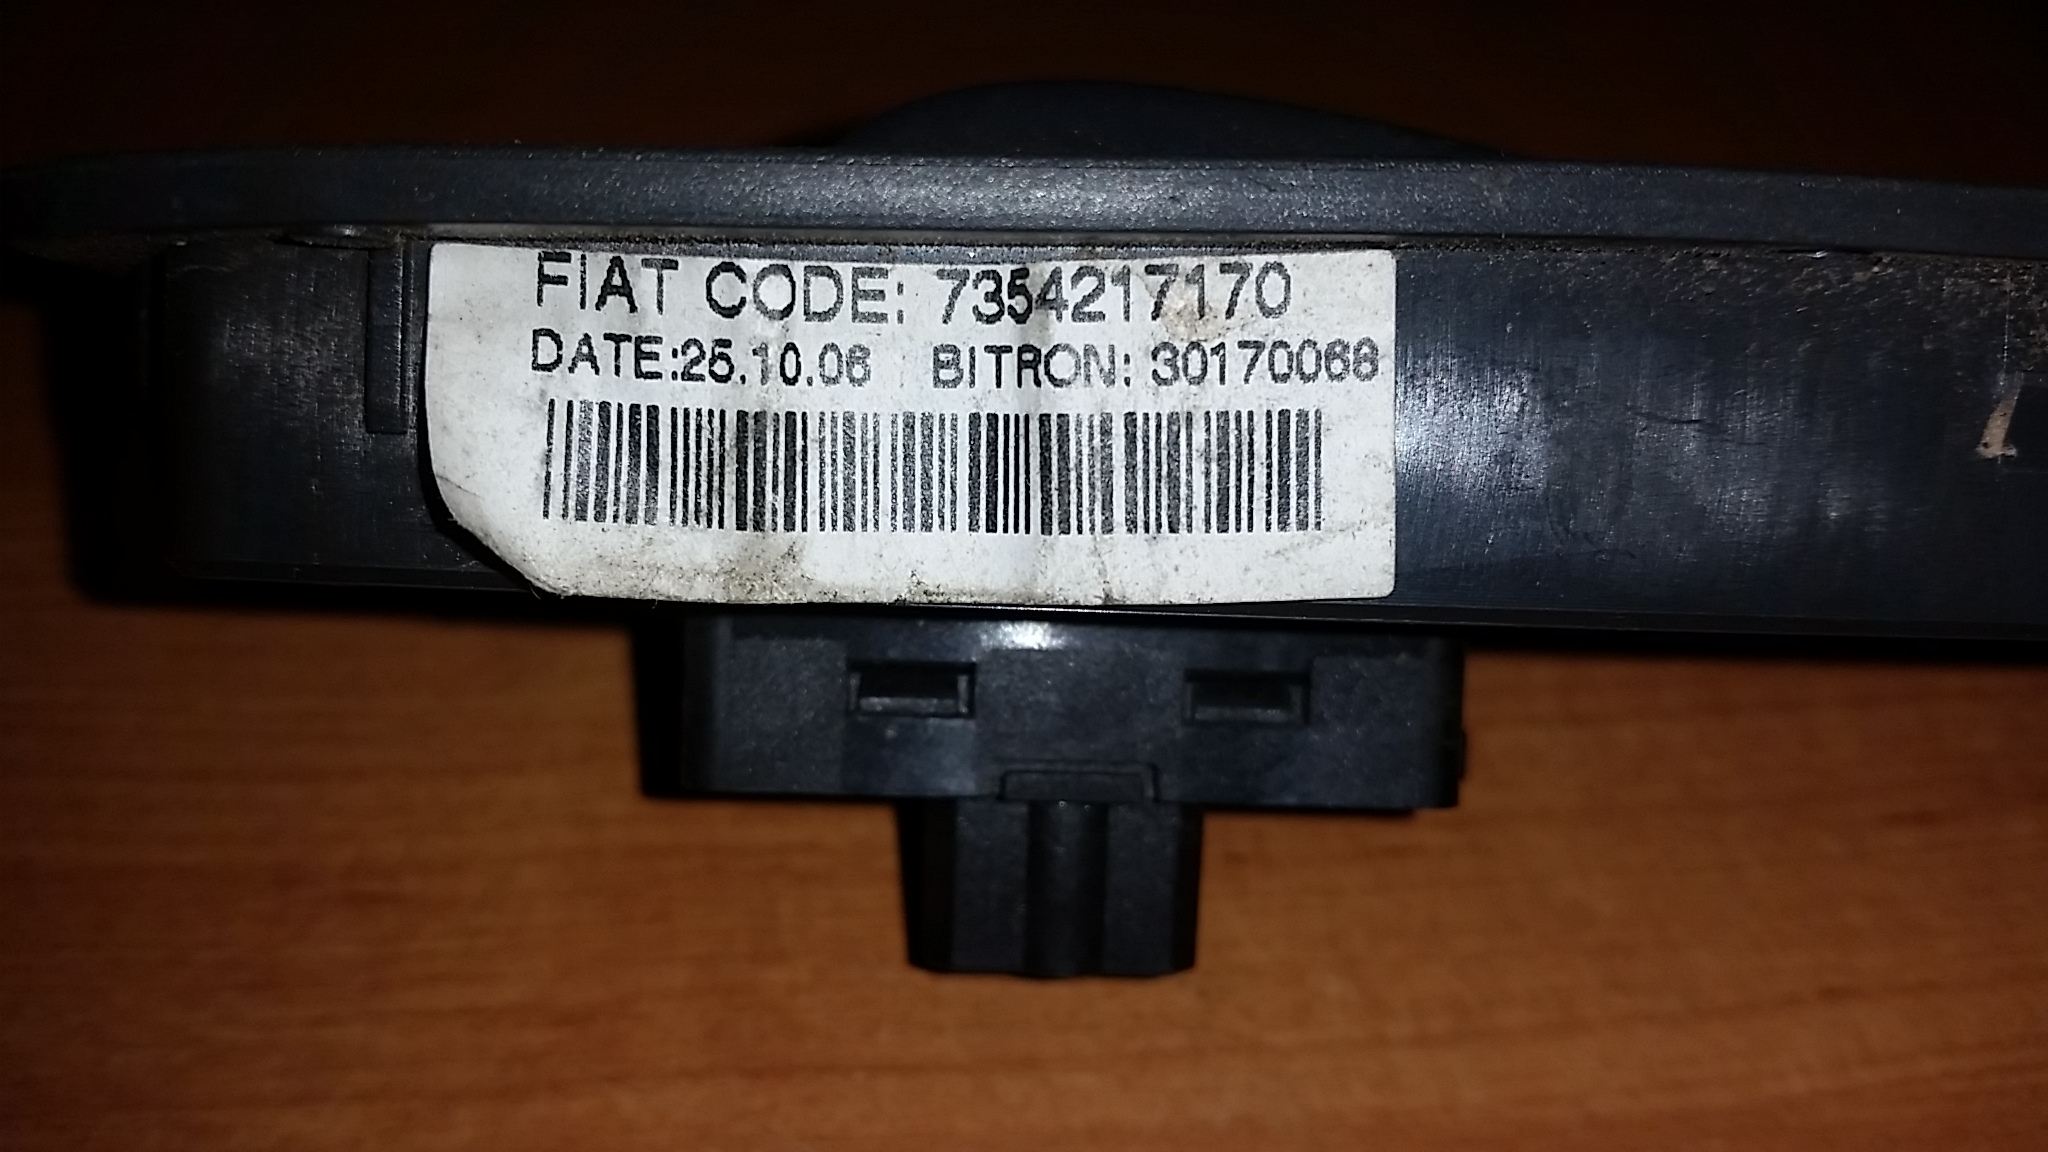 FIAT CODE: 7354217170
DATE:25.10.06 BITRON: 30170068